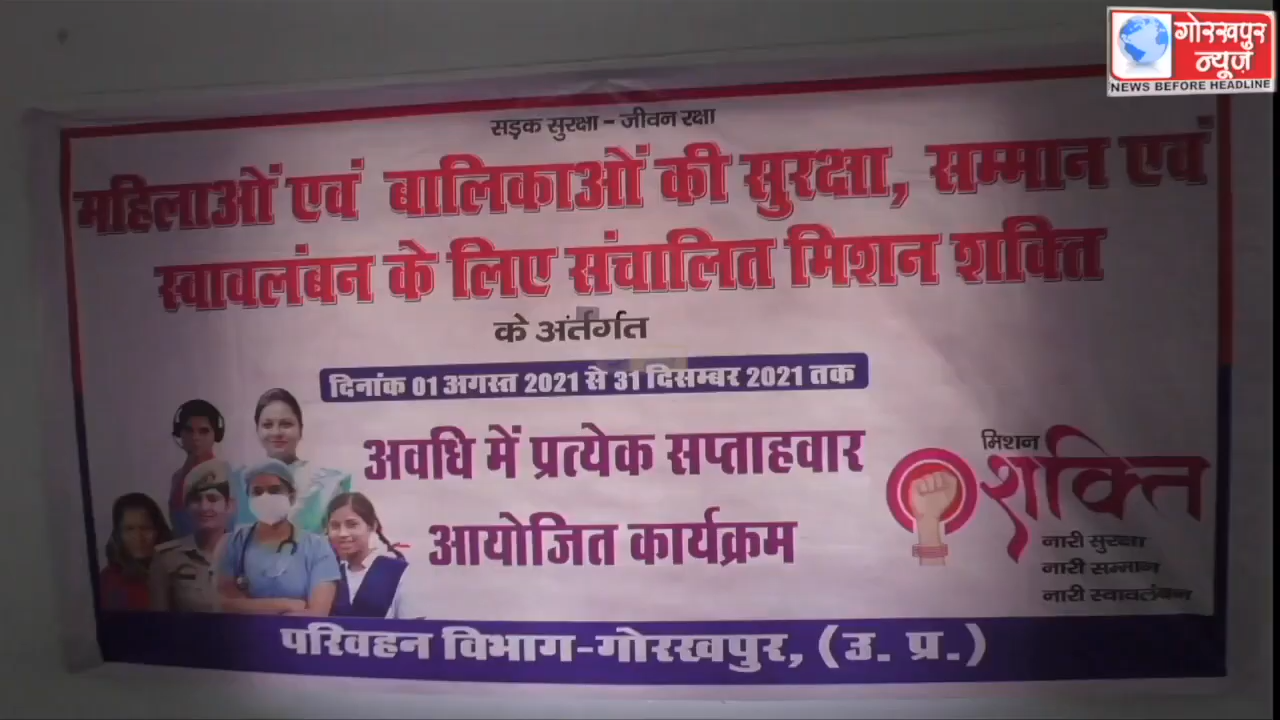 गोरखपुर
न्यूज़
NEWS BEFORE HEADLINE
सड़क सुरक्षा - जीवन रक्षा
महिलाओं एवं बालिकाओं की सुरक्षा, सम्मान एवं
स्वावलंबन के लिए संचालित मिशन शक्ति
के अंर्तगत
दिनांक 01 अगस्त 2021 से 31 दिसम्बर 2021 तक
अवधि में प्रत्येक सप्ताहवार
आयोजित कार्यक्रम
मिशन
शक्ति
नारी सुरक्षा
नारी सम्मान
नारी स्वावलंबन
परिवहन विभाग-गोरखपुर, (उ. प्र.)